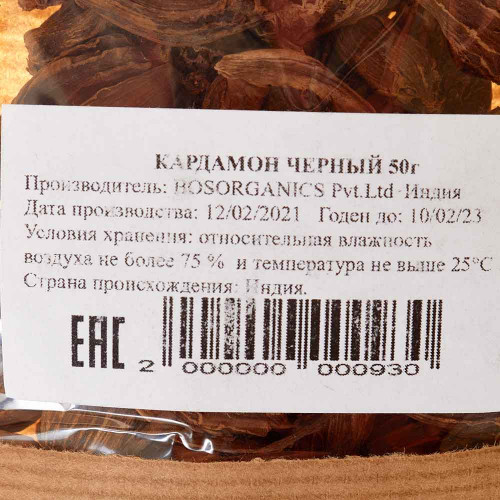 КАРДАМОН ЧЕРНЫЙ 50г
Производитель: BOSORGANICS Pvt.Ltd-Индия
Дата производства: 12/02/2021 Годен до: 10/02/23
Условия хранения: относительная влажность
воздуха не более 75 % и температура не выше 25°С
Страна происхождения: Индия.
ЕАС
2 000000 000930